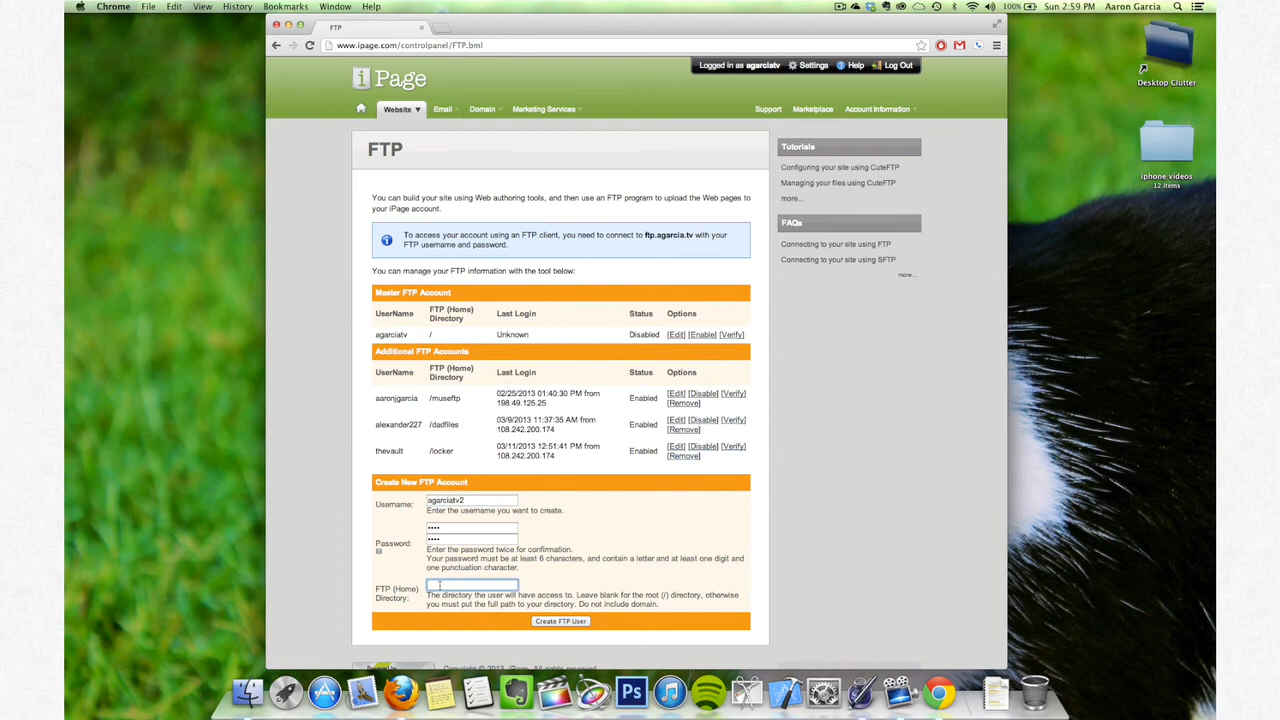 Chrome File Edit View History Bookmarks Window Help 100% Sun 2:59 PM Aaron Garcia
FTP
www.ipage.com/controlpanel/FTP.bml
Desktop Clutter
iphone videos
12 items
Logged in as agarciatv Settings Help Log Out
iPage
Website Email Domain Marketing Services Support Marketplace Account Information
FTP
You can build your site using Web authoring tools, and then use an FTP program to upload the Web pages to
your iPage account.
To access your account using an FTP client, you need to connect to ftp.agarcia.tv with your
FTP username and password.
You can manage your FTP information with the tool below:
Master FTP Account
UserName FTP (Home) Directory Last Login Status Options
agarciatv / Unknown Disabled [Edit] [Enable] [Verify]
Additional FTP Accounts
UserName FTP (Home) Directory Last Login Status Options
aaronjgarcia /museftp 02/25/2013 01:40:30 PM from 198.49.125.25 Enabled [Edit] [Disable] [Verify] [Remove]
alexander227 /dadfiles 03/9/2013 11:37:35 AM from 108.242.200.174 Enabled [Edit] [Disable] [Verify] [Remove]
thevault /iocker 03/11/2013 12:51:41 PM from 108.242.200.174 Enabled [Edit] [Disable] [Verify] [Remove]
Create New FTP Account
Username: agarciatv2
Enter the username you want to create.
Password: ••••
••••
Enter the password twice for confirmation.
Your password must be at least 6 characters, and contain a letter and at least one digit and
one punctuation character.
FTP (Home)
Directory:
The directory the user will have access to. Leave blank for the root (/) directory, otherwise
you must put the full path to your directory. Do not include domain.
Create FTP User
Tutorials
Configuring your site using CuteFTP
Managing your files using CuteFTP
more...
FAQs
Connecting to your site using FTP
Connecting to your site using SFTP
more...
Powered by Copyright © 2013, iPage. All rights reserved.
Ps